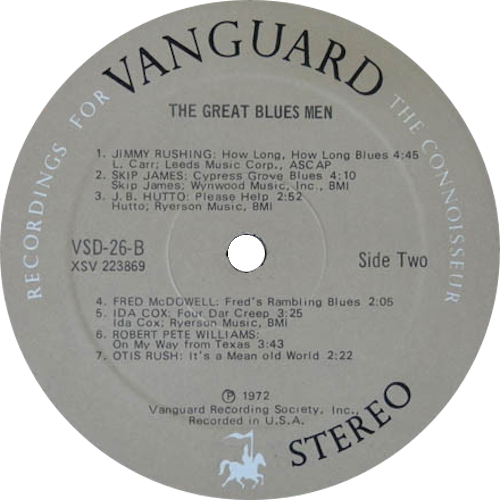 RECORDINGS FOR VANGUARD THE CONNOISSEUR
THE GREAT BLUES MEN
1. JIMMY RUSHING: How Long, How Long Blues 4:45
L. Carr; Leeds Music Corp., ASCAP
2. SKIP JAMES: Cypress Grove Blues 4:10
Skip James; Wynwood Music, Inc., BMI
3. J.B. HUTTO: Please Help 2:52
Hutto; Ryerson Music, BMI
VSD-26-B
XSV 223869
Side Two
4. FRED McDOWELL: Fred's Rambling Blues 2:05
5. IDA COX: Four Dar Creep 3:25
Ida Cox; Ryerson Music, BMI
6. ROBERT PETE WILLIAMS:
On My Way from Texas 3:43
7. OTIS RUSH: It's a Mean old World 2:22
℗ 1972
Vanguard Recording Society, Inc.,
Recorded in U.S.A.
STEREO